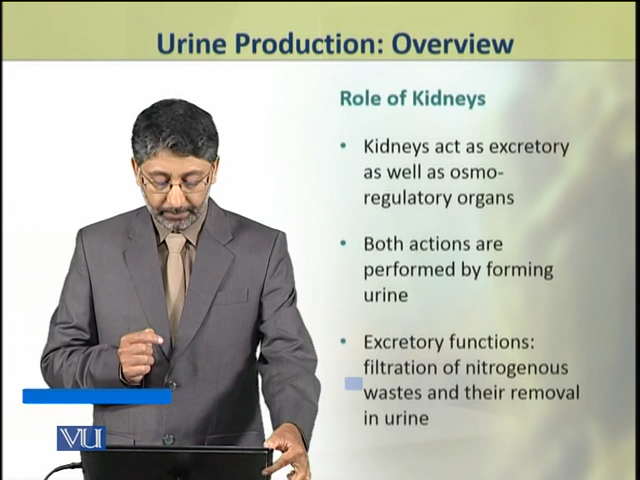 Urine Production: Overview
Role of Kidneys
• Kidneys act as excretory
as well as osmo-
regulatory organs
• Both actions are
performed by forming
urine
• Excretory functions:
filtration of nitrogenous
wastes and their removal
in urine
VU